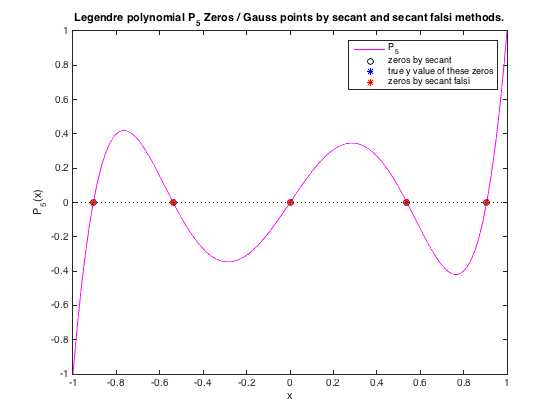 Legendre polynomial P5 Zeros / Gauss points by secant and secant falsi methods.
P5
zeros by secant
true y value of these zeros
zeros by secant falsi
1
0.8
0.6
0.4
0.2
0
-0.2
-0.4
-0.6
-0.8
-1
P5(x)
-1 -0.8 -0.6 -0.4 -0.2 0 0.2 0.4 0.6 0.8 1
x